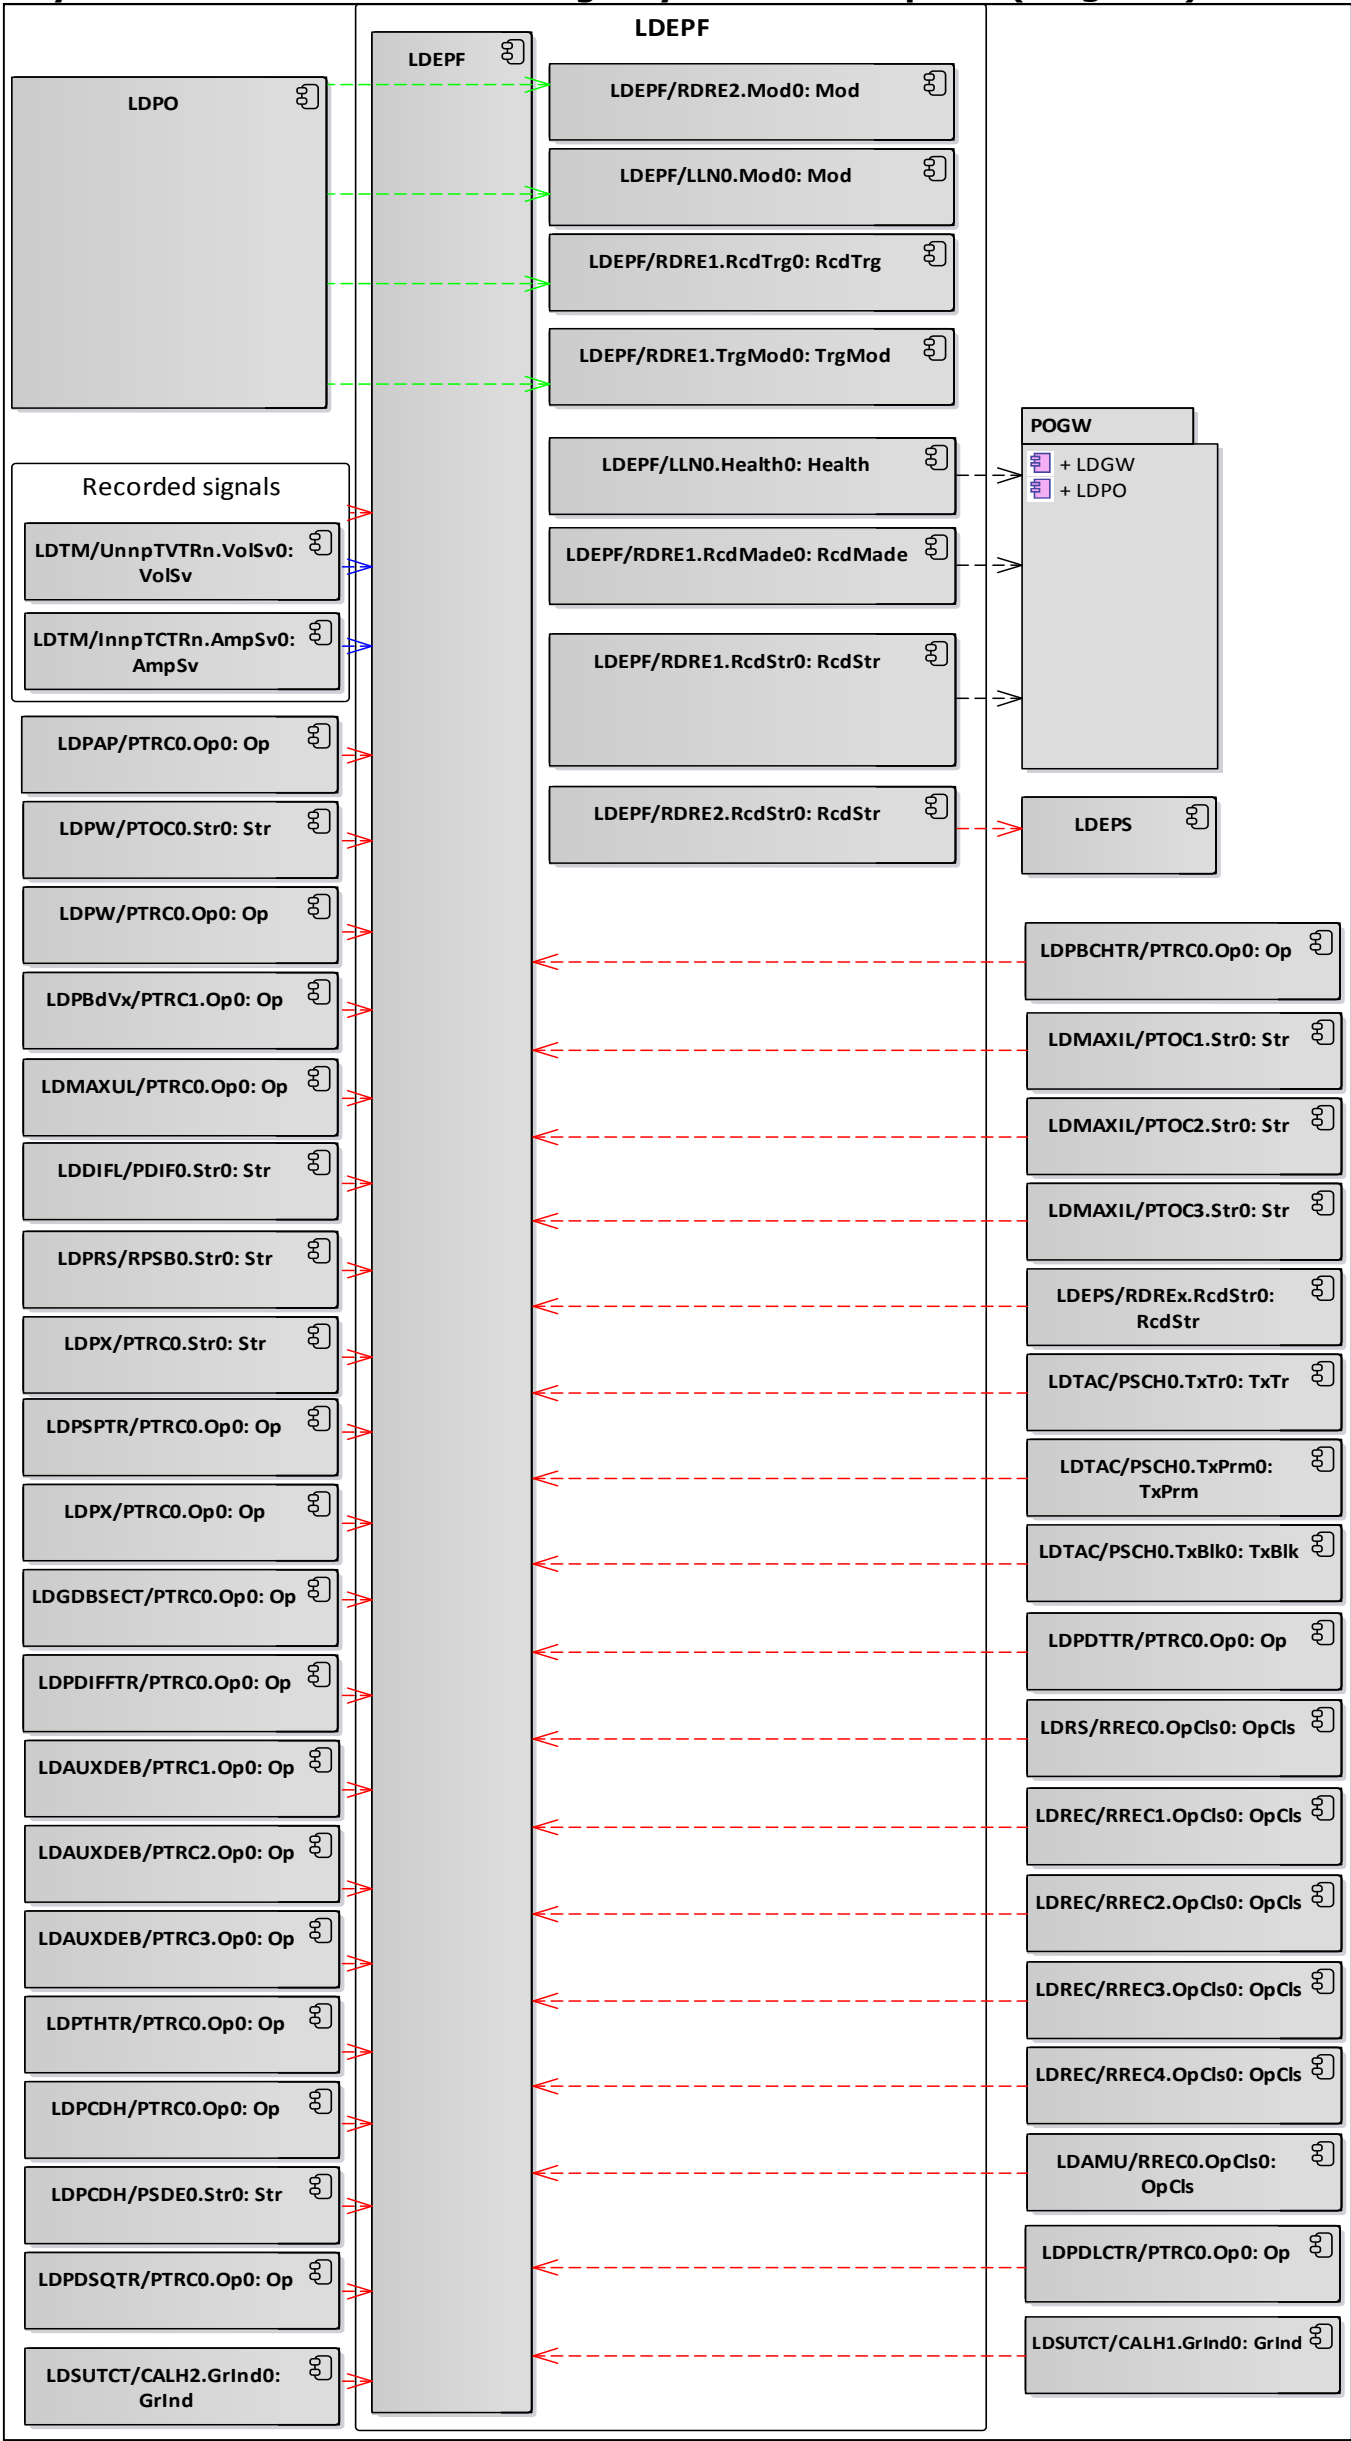 LDEPF
LDEPF
LDPO
LDEPF/RDRE2.Mod0: Mod
LDEPF/LLN0.Mod0: Mod
LDEPF/RDRE1.RcdTrg0: RcdTrg
LDEPF/RDRE1.TrgMod0: TrgMod
LDEPF/LLN0.Health0: Health
LDEPF/RDRE1.RcdMade0: RcdMade
LDEPF/RDRE1.RcdStr0: RcdStr
LDEPF/RDRE2.RcdStr0: RcdStr
POGW
+ LDGW
+ LDPO
LDEPS
Recorded signals
LDTM/UnnpTVTRn.VolSv0:
VolSv
LDTM/InnpTCTRn.AmpSv0:
AmpSv
LDPAP/PTRC0.Op0: Op
LDPW/PTOC0.Str0: Str
LDPW/PTRC0.Op0: Op
LDPBdVx/PTRC1.Op0: Op
LDMAXUL/PTRC0.Op0: Op
LDDIFL/PDIF0.Str0: Str
LDPRS/RPSB0.Str0: Str
LDPX/PTRC0.Str0: Str
LDPSPTR/PTRC0.Op0: Op
LDPX/PTRC0.Op0: Op
LDGDBSECT/PTRC0.Op0: Op
LDPDIFFTR/PTRC0.Op0: Op
LDAUXDEB/PTRC1.Op0: Op
LDAUXDEB/PTRC2.Op0: Op
LDAUXDEB/PTRC3.Op0: Op
LDPTHTR/PTRC0.Op0: Op
LDPCDH/PTRC0.Op0: Op
LDPCDH/PSDE0.Str0: Str
LDPDSQTR/PTRC0.Op0: Op
LDSUTCT/CALH2.GrInd0:
GrInd
LDPBCHTR/PTRC0.Op0: Op
LDMAXIL/PTOC1.Str0: Str
LDMAXIL/PTOC2.Str0: Str
LDMAXIL/PTOC3.Str0: Str
LDEPS/RDREx.RcdStr0:
RcdStr
LDTAC/PSCH0.TxTr0: TxTr
LDTAC/PSCH0.TxPrm0:
TxPrm
LDTAC/PSCH0.TxBlk0: TxBlk
LDPDTTR/PTRC0.Op0: Op
LDRS/RREC0.OpCls0: OpCls
LDREC/RREC1.OpCls0: OpCls
LDREC/RREC2.OpCls0: OpCls
LDREC/RREC3.OpCls0: OpCls
LDREC/RREC4.OpCls0: OpCls
LDAMU/RREC0.OpCls0:
OpCls
LDPDLCTR/PTRC0.Op0: Op
LDSUTCT/CALH1.GrInd0: GrInd